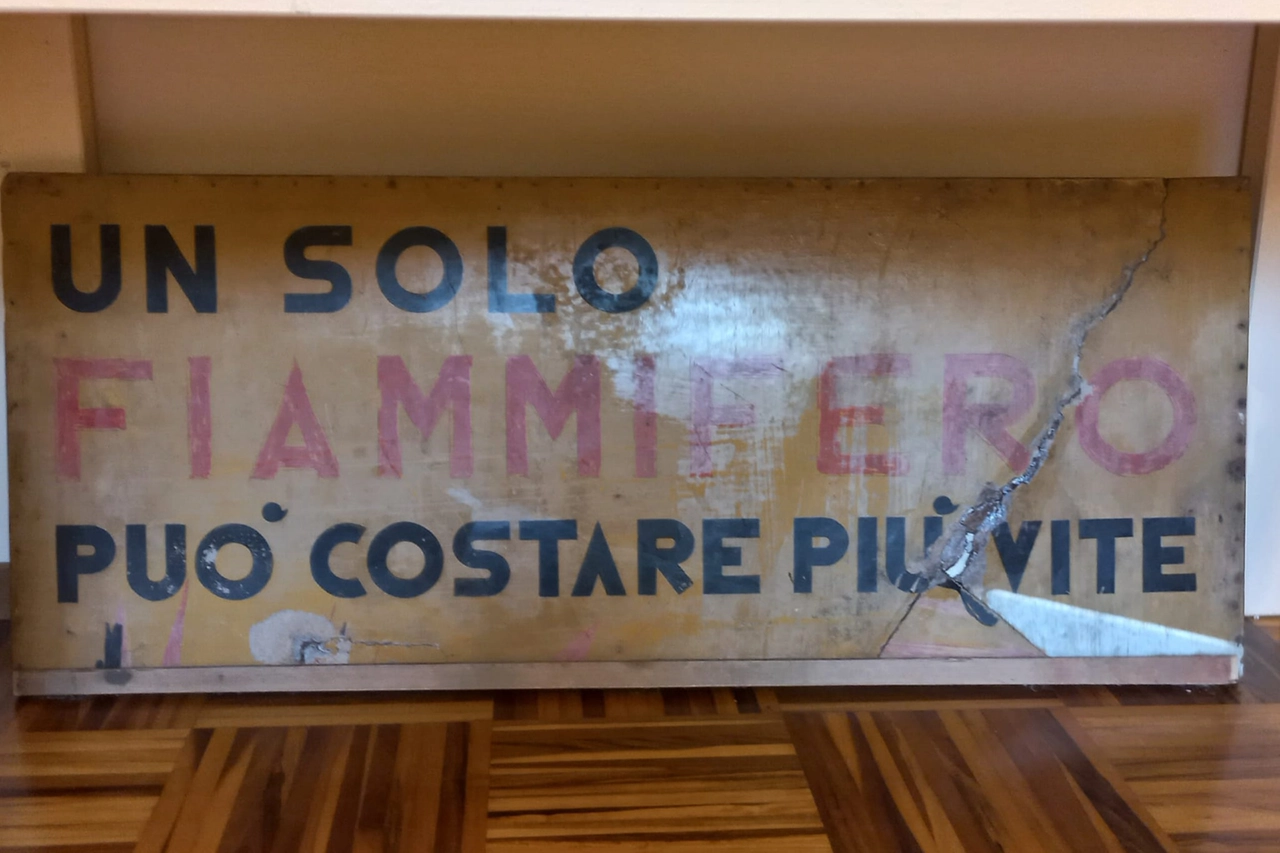 UN SOLO
FIAMMIFERO
PUÒ COSTARE PIÙ VITE